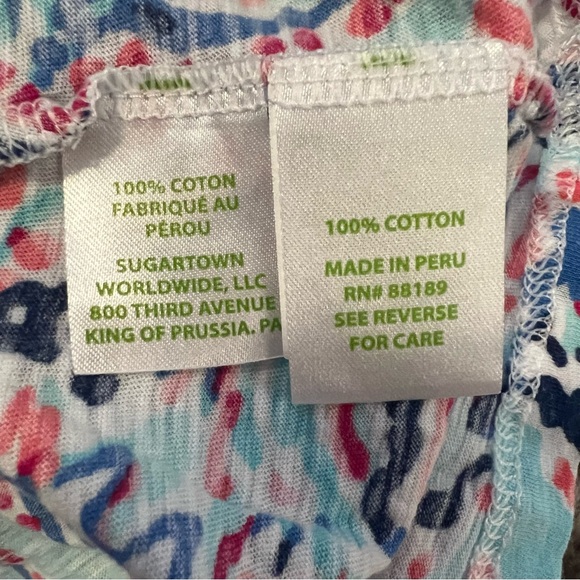 100% COTON
FABRIQUÉ AU
PÉROU
SUGARTOWN
WORLDWIDE, LLC
800 THIRD AVENUE
KING OF PRUSSIA. PA
100% COTTON
MADE IN PERU
RN# 88189
SEE REVERSE
FOR CARE